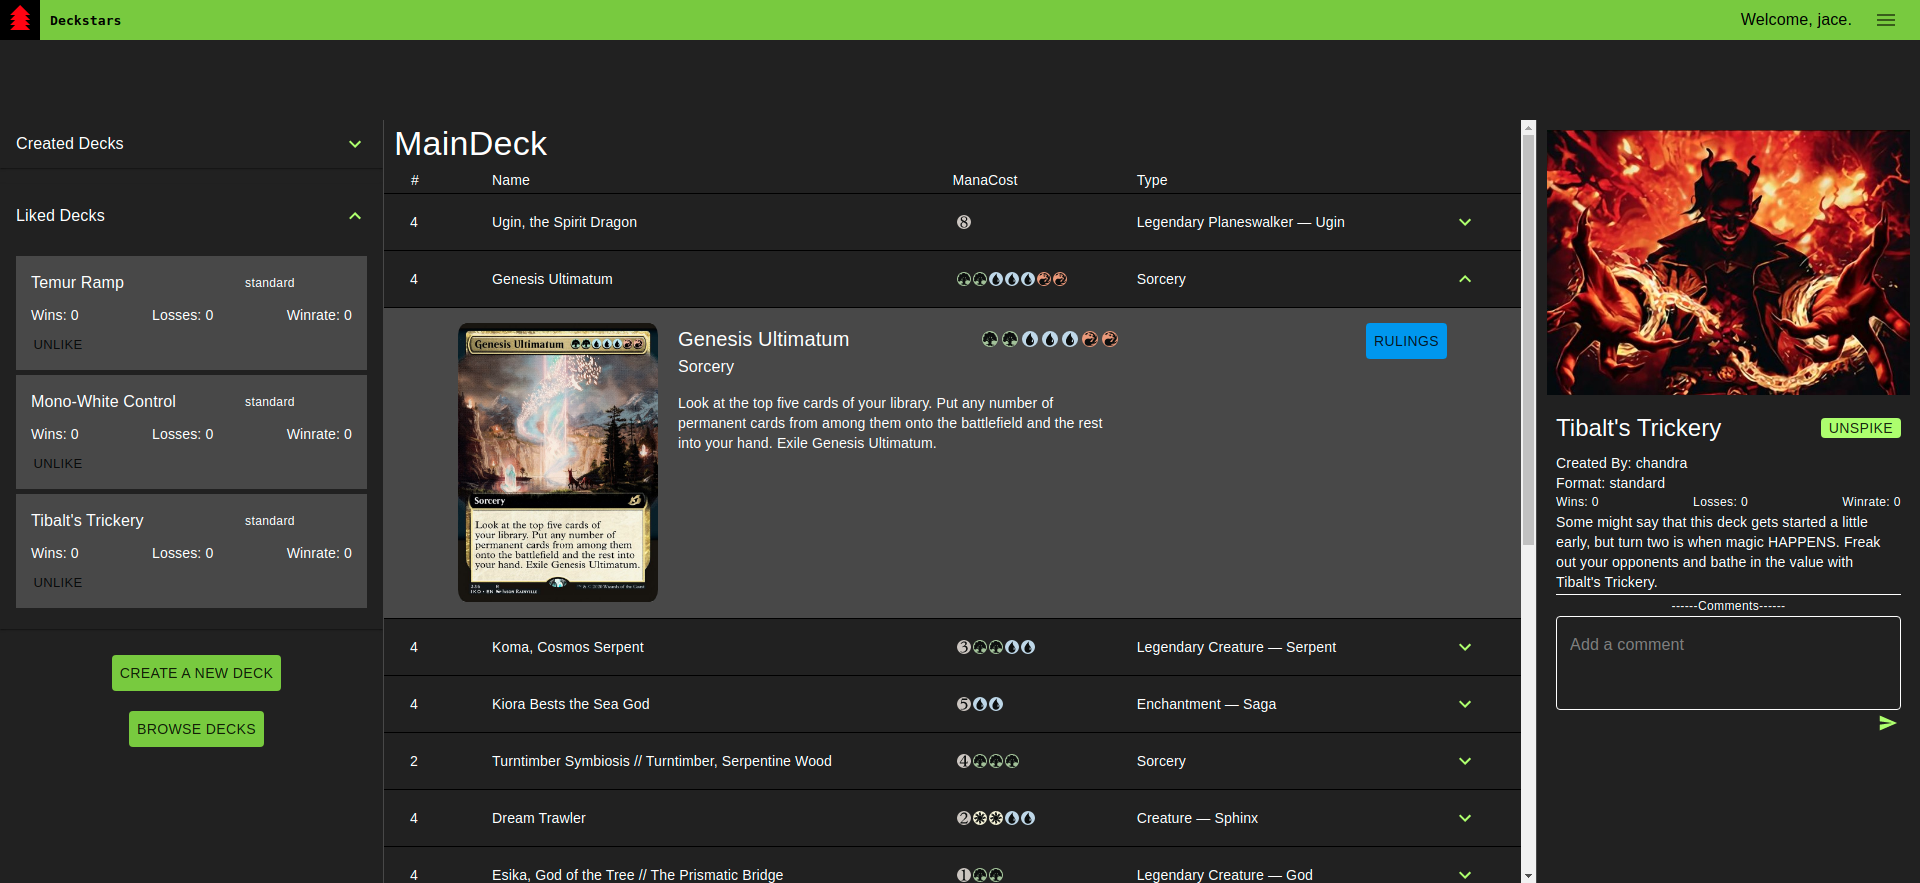 Deckstars
Welcome, jace.
Created Decks
Liked Decks
Temur Ramp standard
Wins: 0 Losses: 0 Winrate: 0
UNLIKE
Mono-White Control standard
Wins: 0 Losses: 0 Winrate: 0
UNLIKE
Tibalt's Trickery standard
Wins: 0 Losses: 0 Winrate: 0
UNLIKE
CREATE A NEW DECK
BROWSE DECKS
MainDeck
# Name ManaCost Type
4 Ugin, the Spirit Dragon 8 Legendary Planeswalker — Ugin
4 Genesis Ultimatum Sorcery
Genesis Ultimatum
Sorcery
Look at the top five cards of
your library. Put any number of
permanent cards from among them
onto the battlefield and the rest into
your hand. Exile Genesis Ultimatum.
Genesis Ultimatum
Sorcery
Look at the top five cards of your library. Put any number of
permanent cards from among them onto the battlefield and the rest
into your hand. Exile Genesis Ultimatum.
RULINGS
4 Koma, Cosmos Serpent 3 Legendary Creature — Serpent
4 Kiora Bests the Sea God 5 Enchantment — Saga
2 Turntimber Symbiosis // Turntimber, Serpentine Wood 4 Sorcery
4 Dream Trawler 2 Creature — Sphinx
4 Esika, God of the Tree // The Prismatic Bridge 1 Legendary Creature — God
Tibalt's Trickery UNSPIKE
Created By: chandra
Format: standard
Wins: 0 Losses: 0 Winrate: 0
Some might say that this deck gets started a little
early, but turn two is when magic HAPPENS. Freak
out your opponents and bathe in the value with
Tibalt's Trickery.
------Comments------
Add a comment